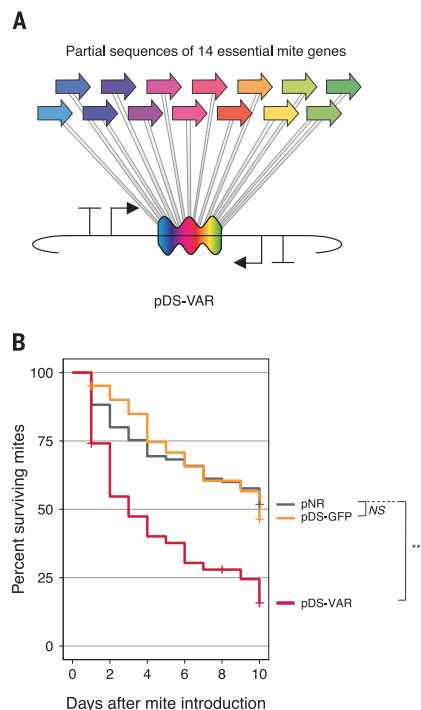 A
Partial sequences of 14 essential mite genes
pDS-VAR
B
100
75
50
25
0
Percent surviving mites
0 2 4 6 8 10
Days after mite introduction
pNR
pDS-GFP
NS
**
pDS-VAR